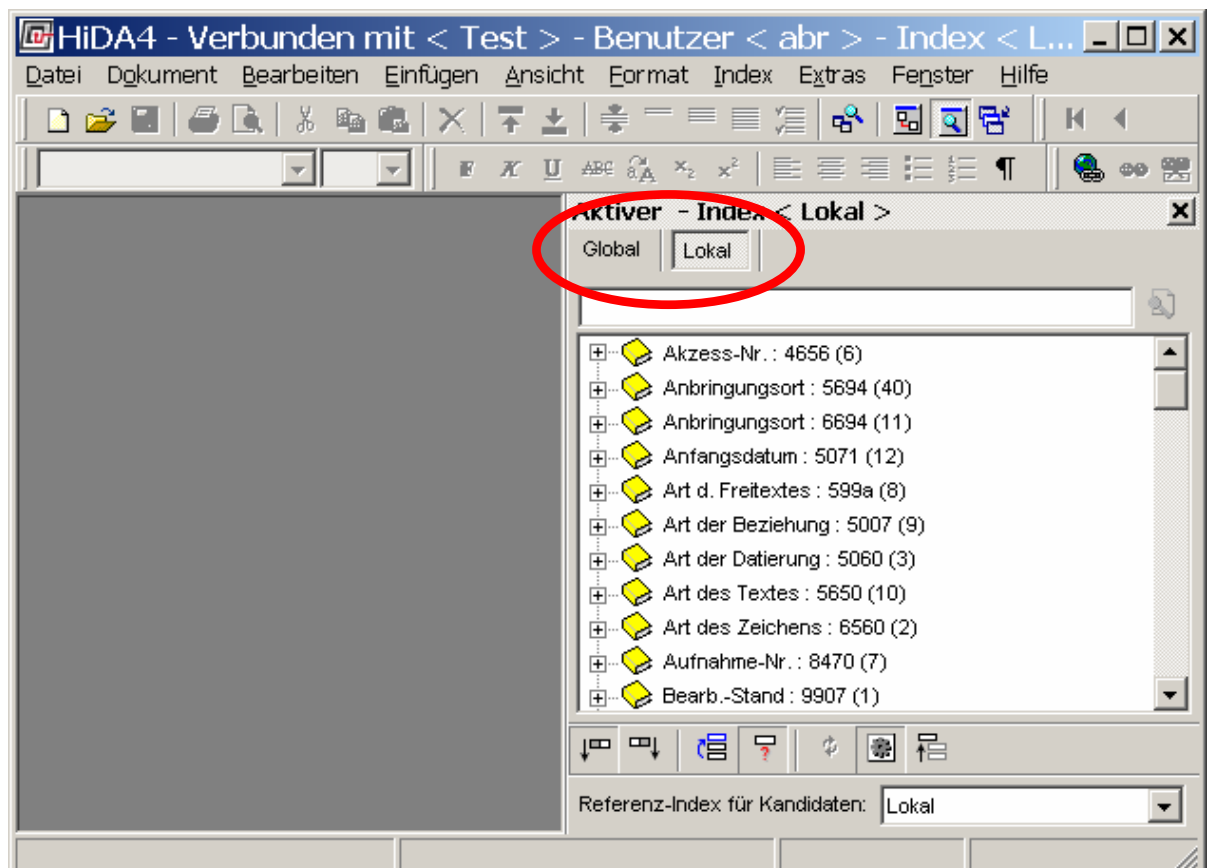 HiDA4 - Verbunden mit < Test > - Benutzer < abr > - Index < L...
Datei Dokument Bearbeiten Einfügen Ansicht Format Index Extras Fenster Hilfe
F K U ABC x₂ x² ¶
Aktiver - Index < Lokal >
Global Lokal
Akzess-Nr. : 4656 (6)
Anbringungsort : 5694 (40)
Anbringungsort : 6694 (11)
Anfangsdatum : 5071 (12)
Art d. Freitextes : 599a (8)
Art der Beziehung : 5007 (9)
Art der Datierung : 5060 (3)
Art des Textes : 5650 (10)
Art des Zeichens : 6560 (2)
Aufnahme-Nr. : 8470 (7)
Bearb.-Stand : 9907 (1)
Referenz-Index für Kandidaten: Lokal